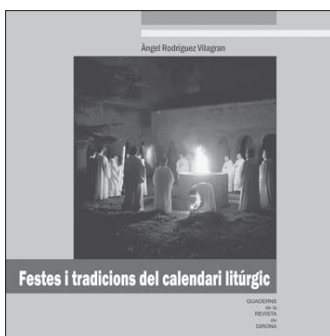 Àngel Rodríguez Vilagran
Festes i tradicions del calendari litúrgic
QUADERNS
de la
REVISTA
de
GIRONA